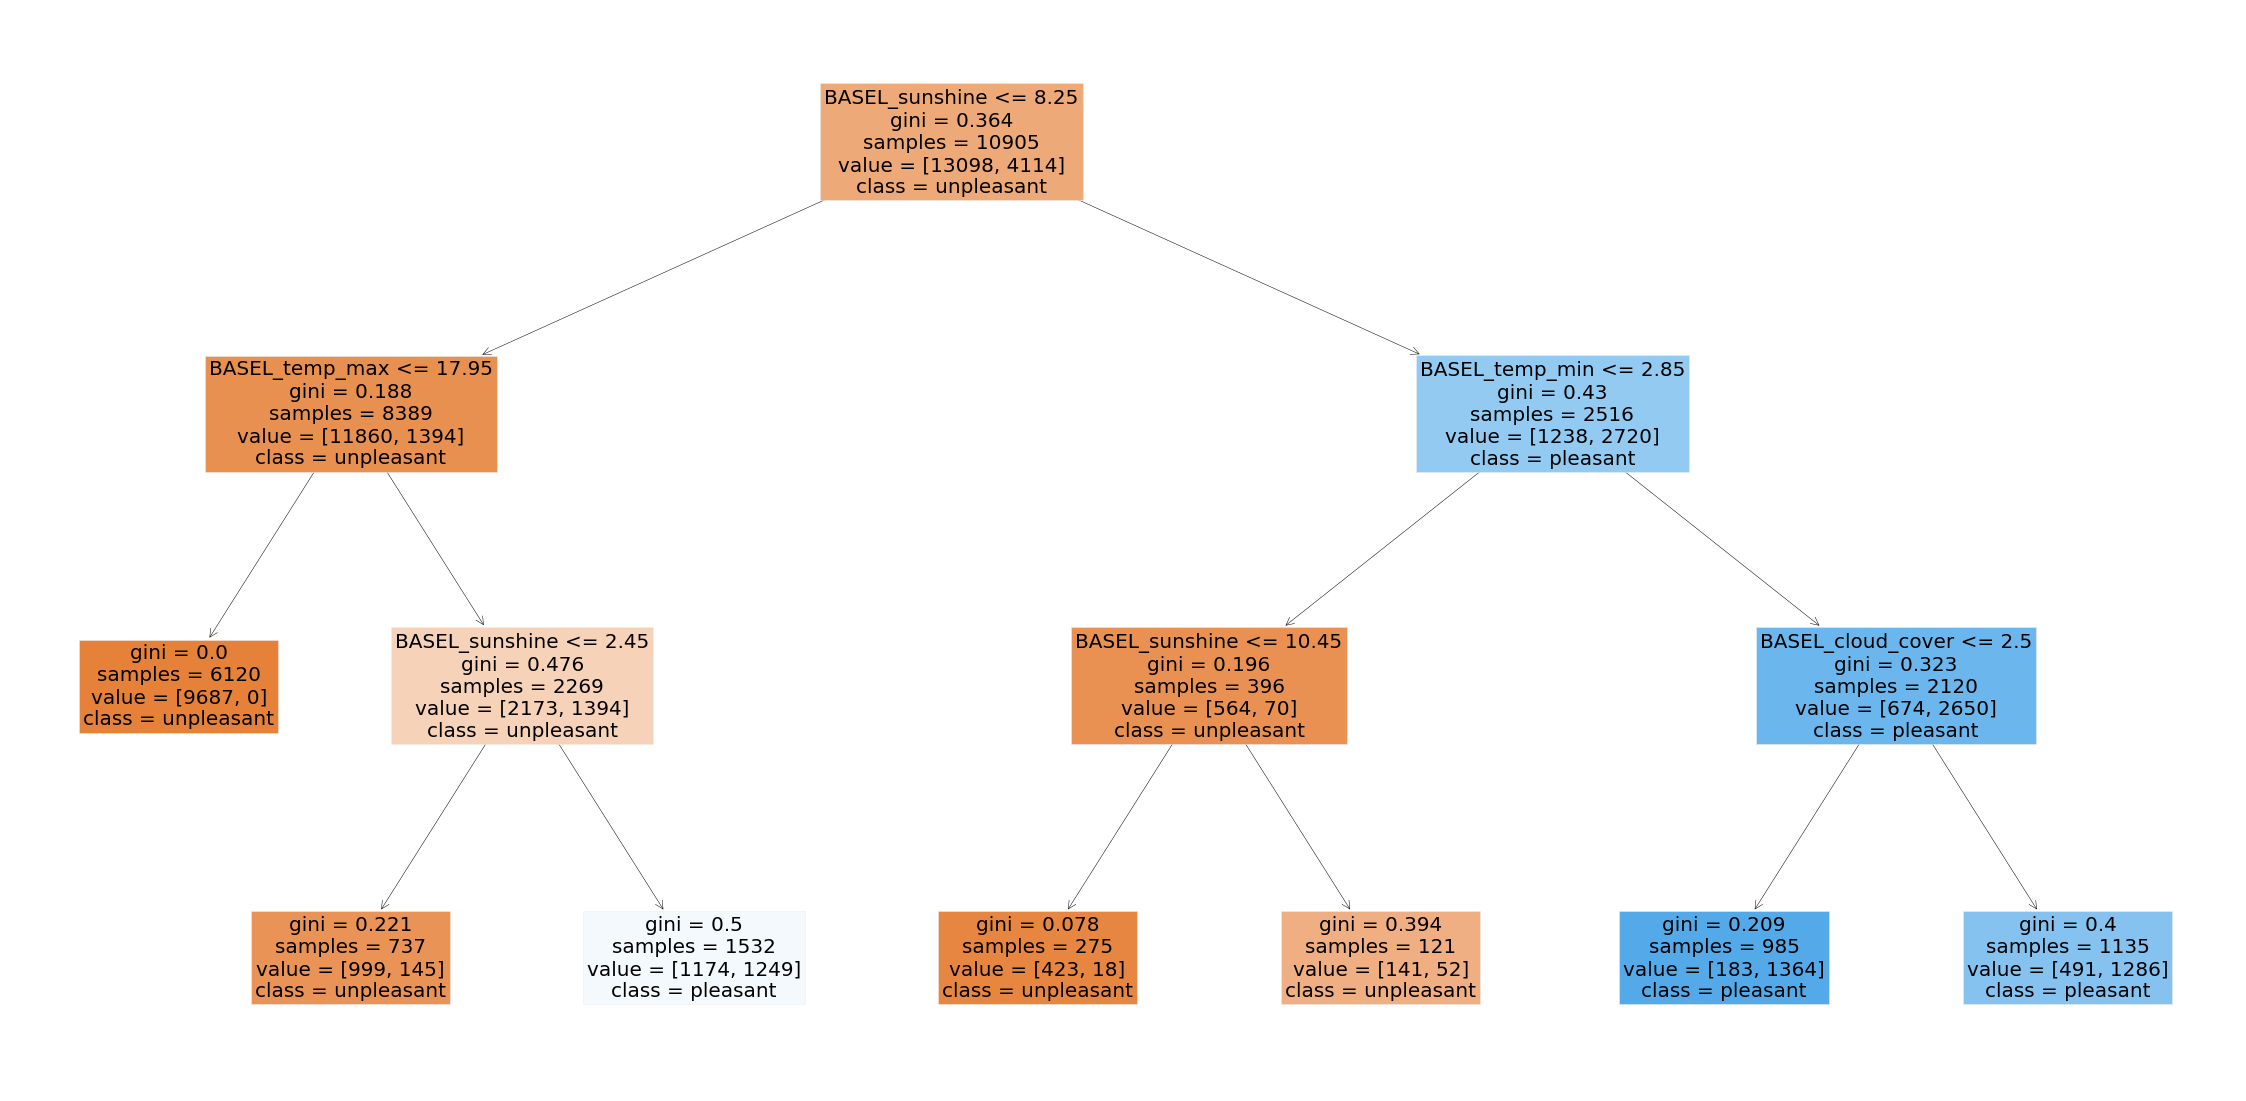 BASEL_sunshine <= 8.25
gini = 0.364
samples = 10905
value = [13098, 4114]
class = unpleasant
BASEL_temp_max <= 17.95
gini = 0.188
samples = 8389
value = [11860, 1394]
class = unpleasant
BASEL_temp_min <= 2.85
gini = 0.43
samples = 2516
value = [1238, 2720]
class = pleasant
gini = 0.0
samples = 6120
value = [9687, 0]
class = unpleasant
BASEL_sunshine <= 2.45
gini = 0.476
samples = 2269
value = [2173, 1394]
class = unpleasant
BASEL_sunshine <= 10.45
gini = 0.196
samples = 396
value = [564, 70]
class = unpleasant
BASEL_cloud_cover <= 2.5
gini = 0.323
samples = 2120
value = [674, 2650]
class = pleasant
gini = 0.221
samples = 737
value = [999, 145]
class = unpleasant
gini = 0.5
samples = 1532
value = [1174, 1249]
class = pleasant
gini = 0.078
samples = 275
value = [423, 18]
class = unpleasant
gini = 0.394
samples = 121
value = [141, 52]
class = unpleasant
gini = 0.209
samples = 985
value = [183, 1364]
class = pleasant
gini = 0.4
samples = 1135
value = [491, 1286]
class = pleasant